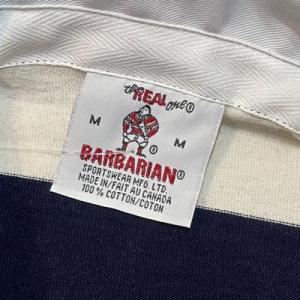 the REAL one®
M M
®
BARBARIAN®
SPORTSWEAR MFG. LTD.
MADE IN/FAIT AU CANADA
100% COTTON/COTON